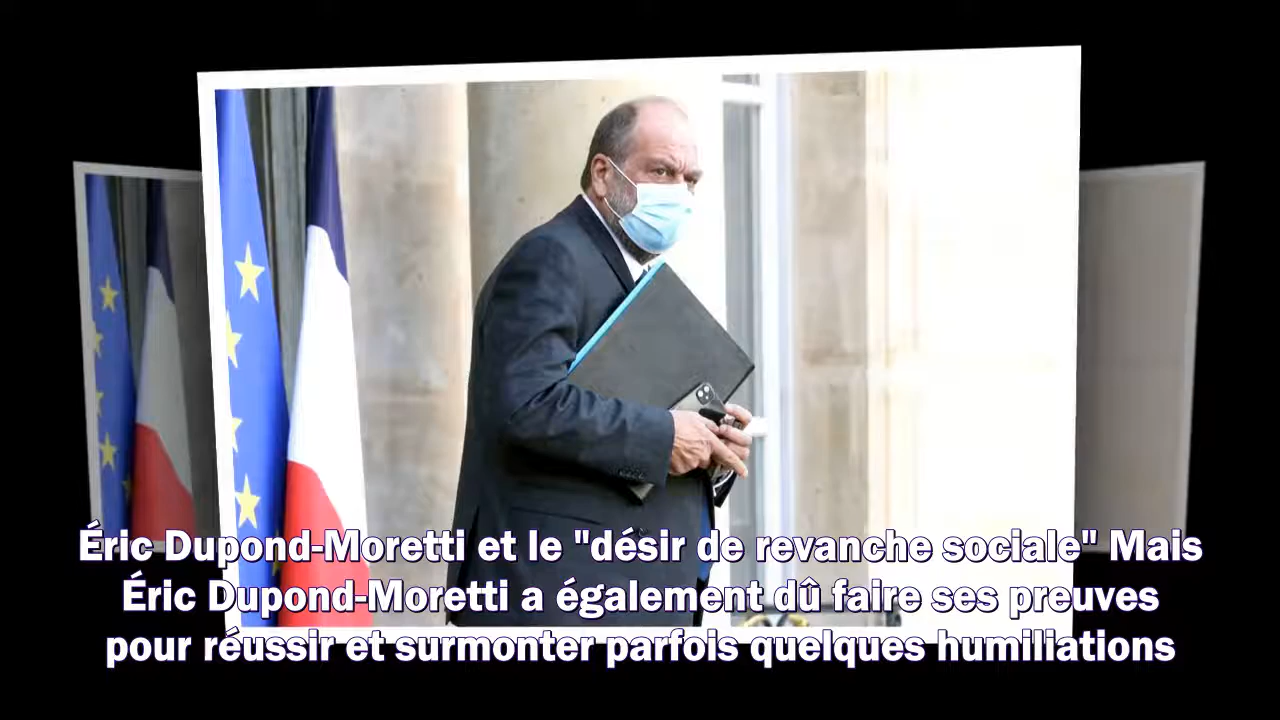 Éric Dupond-Moretti et le "désir de revanche sociale" Mais
Éric Dupond-Moretti a également dû faire ses preuves
pour réussir et surmonter parfois quelques humiliations